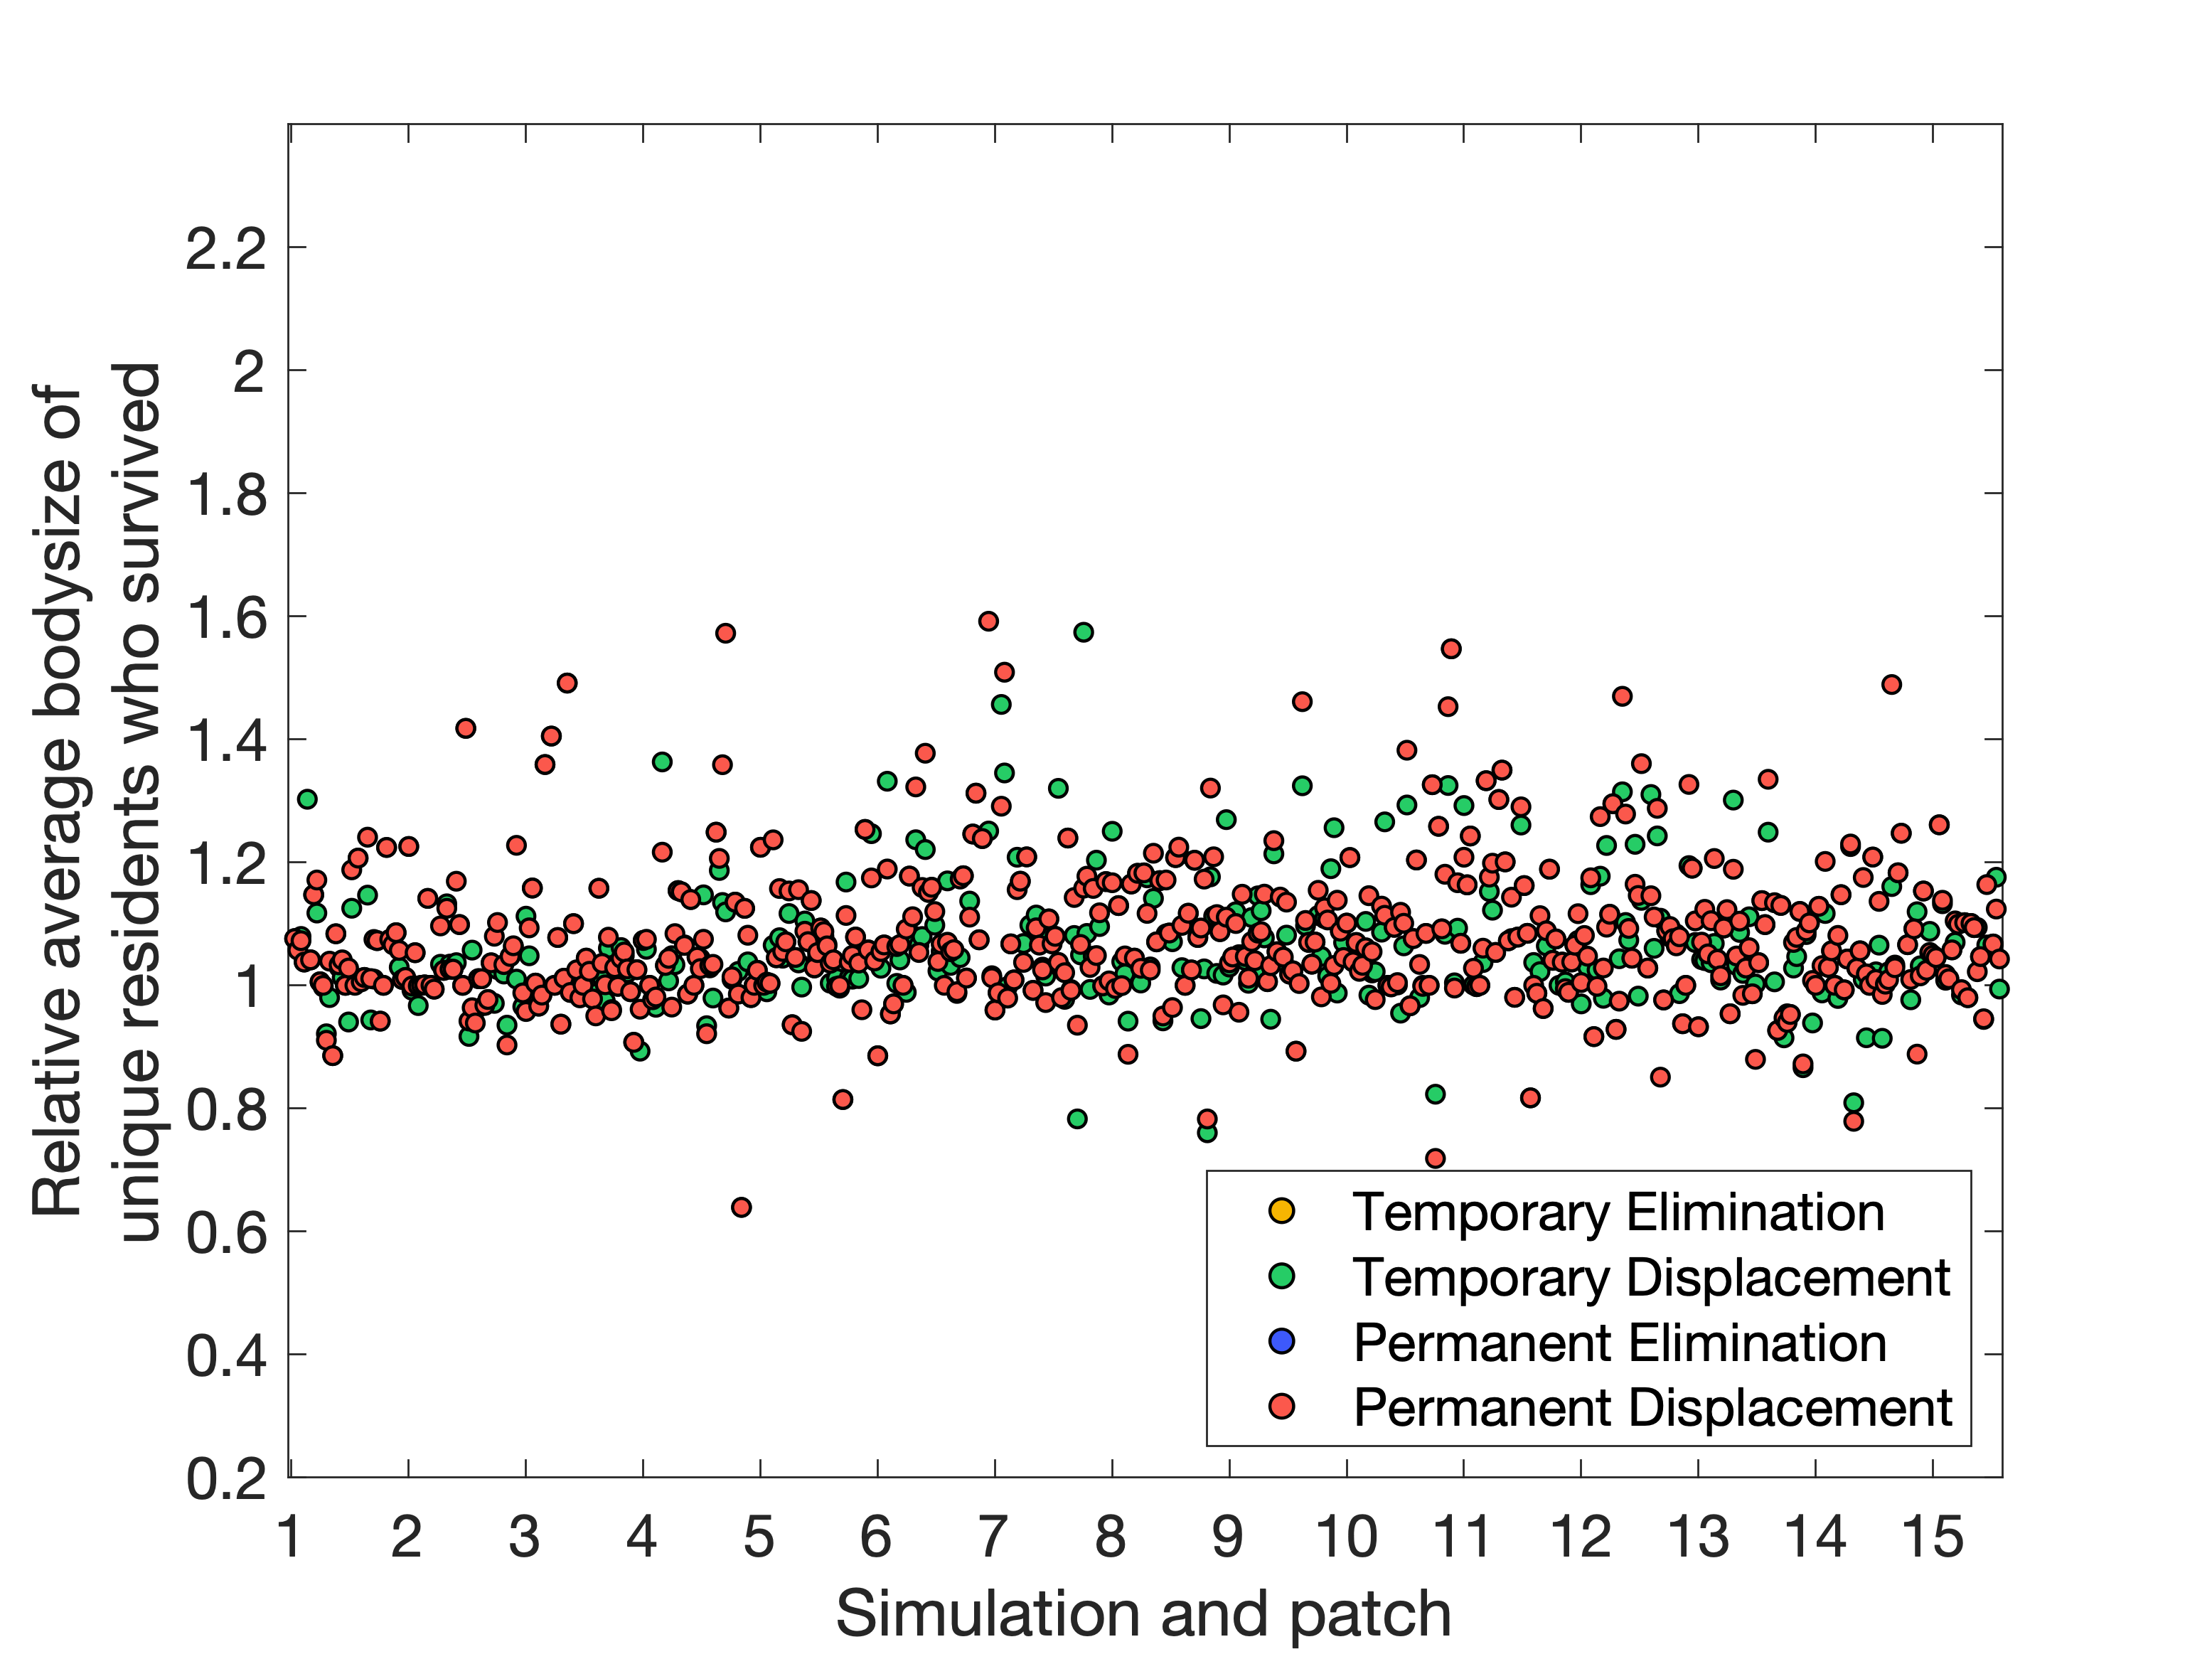 Relative average bodysize of
unique residents who survived
2.2
2
1.8
1.6
1.4
1.2
1
0.8
0.6
0.4
0.2
Temporary Elimination
Temporary Displacement
Permanent Elimination
Permanent Displacement
1 2 3 4 5 6 7 8 9 10 11 12 13 14 15
Simulation and patch